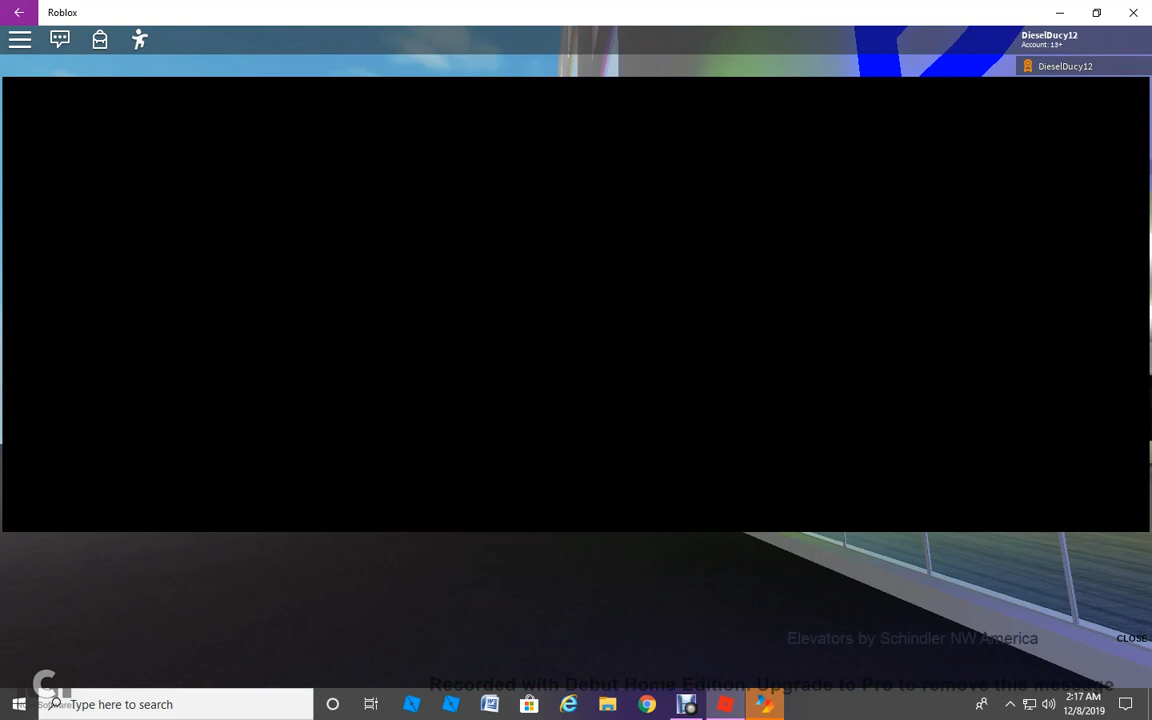 Roblox
DieselDucy12
Account: 13+
DieselDucy12
Elevators by Schindler NW America
CLOSE
Recorded with Debut Home Edition. Upgrade to Pro to remove this message
Type here to search
2:17 AM
12/8/2019